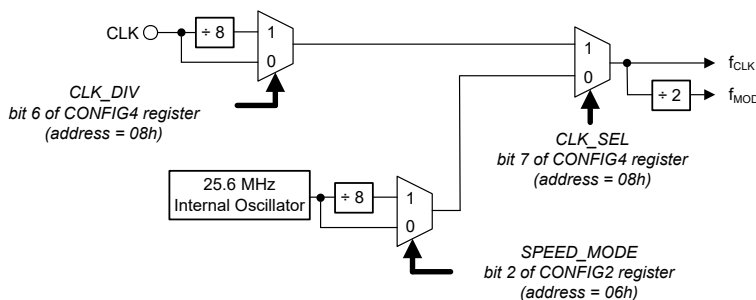 CLK
÷ 8
1
0
CLK_DIV
bit 6 of CONFIG4 register
(address = 08h)
1
0
f_CLK
÷ 2
f_MOD
CLK_SEL
bit 7 of CONFIG4 register
(address = 08h)
25.6 MHz
Internal Oscillator
÷ 8
1
0
SPEED_MODE
bit 2 of CONFIG2 register
(address = 06h)